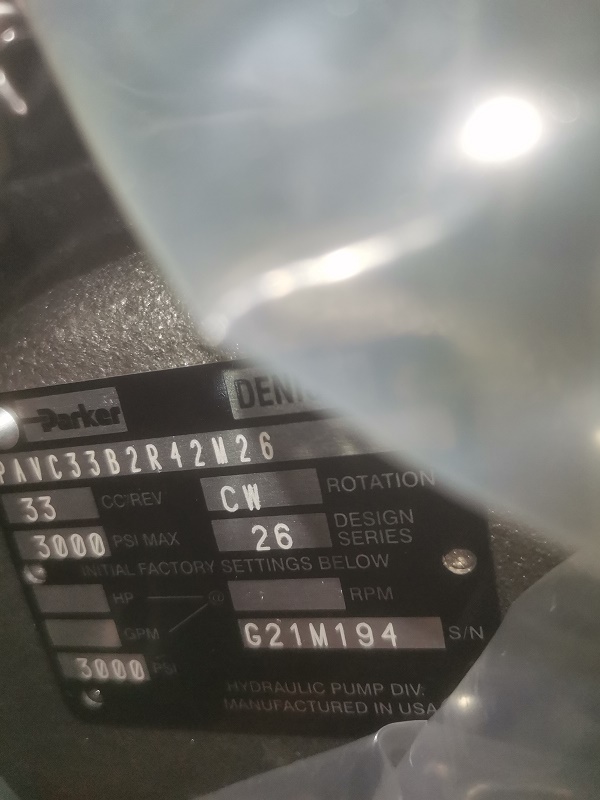 Parker
PAVC33B2R42M26
33 CC REV CW ROTATION
3000 PSI MAX 26 DESIGN SERIES
INITIAL FACTORY SETTINGS BELOW
HP @ RPM
GPM G21M194 S/N
3000 PSI
HYDRAULIC PUMP DIV.
MANUFACTURED IN USA